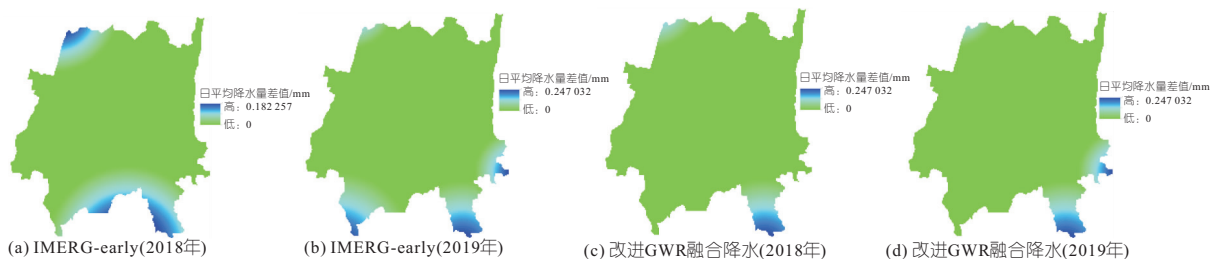 日平均降水量差值/mm
高：0.182 257
低：0
(a) IMERG-early(2018年)
日平均降水量差值/mm
高：0.247 032
低：0
(b) IMERG-early(2019年)
日平均降水量差值/mm
高：0.247 032
低：0
(c) 改进GWR融合降水(2018年)
日平均降水量差值/mm
高：0.247 032
低：0
(d) 改进GWR融合降水(2019年)